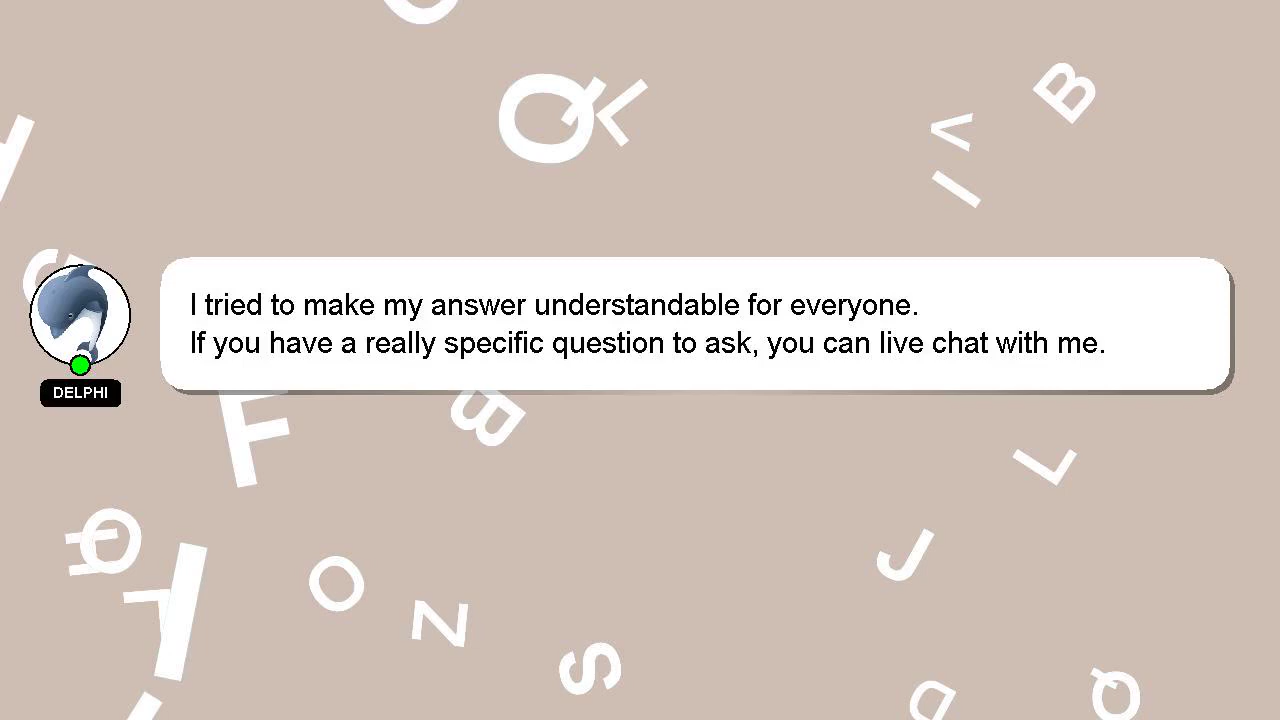 I tried to make my answer understandable for everyone.
If you have a really specific question to ask, you can live chat with me.
DELPHI